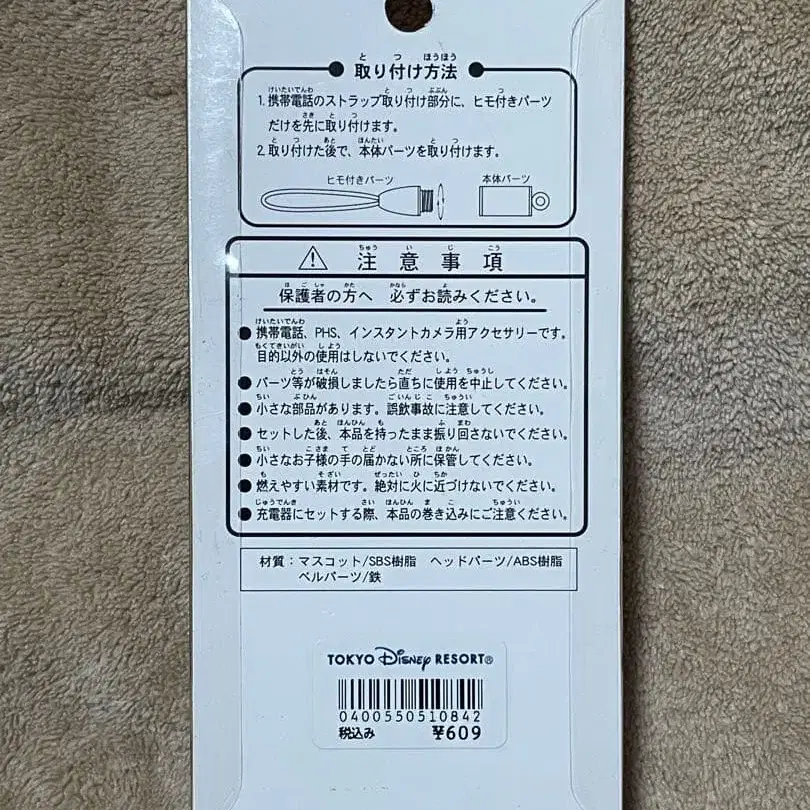 取り付け方法
1.携帯電話のストラップ取り付け部分に、ヒモ付きパーツ
だけを先に取り付けます。
2.取り付けた後で、本体パーツを取り付けます。
ヒモ付きパーツ 本体パーツ
注意事項
保護者の方へ 必ずお読みください。
●携帯電話、PHS、インスタントカメラ用アクセサリーです。
目的以外の使用はしないでください。
●パーツ等が破損しましたら直ちに使用を中止してください。
●小さな部品があります。誤飲事故に注意してください。
●セットした後、本品を持ったまま振り回さないでください。
●小さなお子様の手の届かない所に保管してください。
●燃えやすい素材です。絶対に火に近づけないでください。
●充電器にセットする際、本品の巻き込みにご注意ください。
材質：マスコット/SBS樹脂 ヘッドパーツ/ABS樹脂
ベルパーツ/鉄
TOKYO Disney RESORT®
0400550510842
税込み ¥609